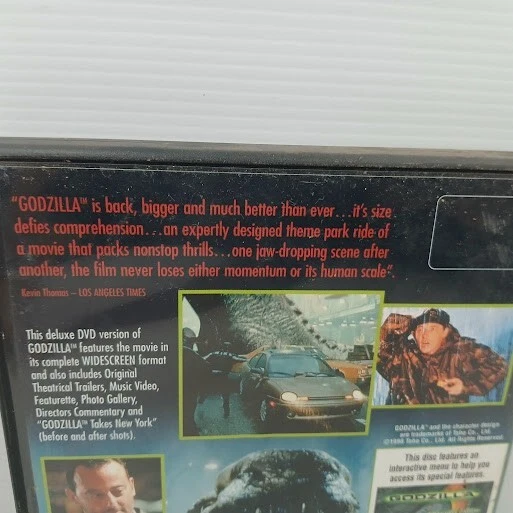 "GODZILLA™ is back, bigger and much better than ever...it's size
defies comprehension...an expertly designed theme park ride of
a movie that packs nonstop thrills...one jaw-dropping scene after
another, the film never loses either momentum or its human scale".
Kevin Thomas – LOS ANGELES TIMES
This deluxe DVD version of
GODZILLA™ features the movie in
its complete WIDESCREEN format
and also includes Original
Theatrical Trailers, Music Video,
Featurette, Photo Gallery,
Directors Commentary and
"GODZILLA Takes New York"
(before and after shots).
GODZILLA™ and the character design
are trademarks of Toho Co., Ltd.
©1998 Toho Co., Ltd. All Rights Reserved.
This disc features an
interactive menu to help you
access its special features.
GODZILLA